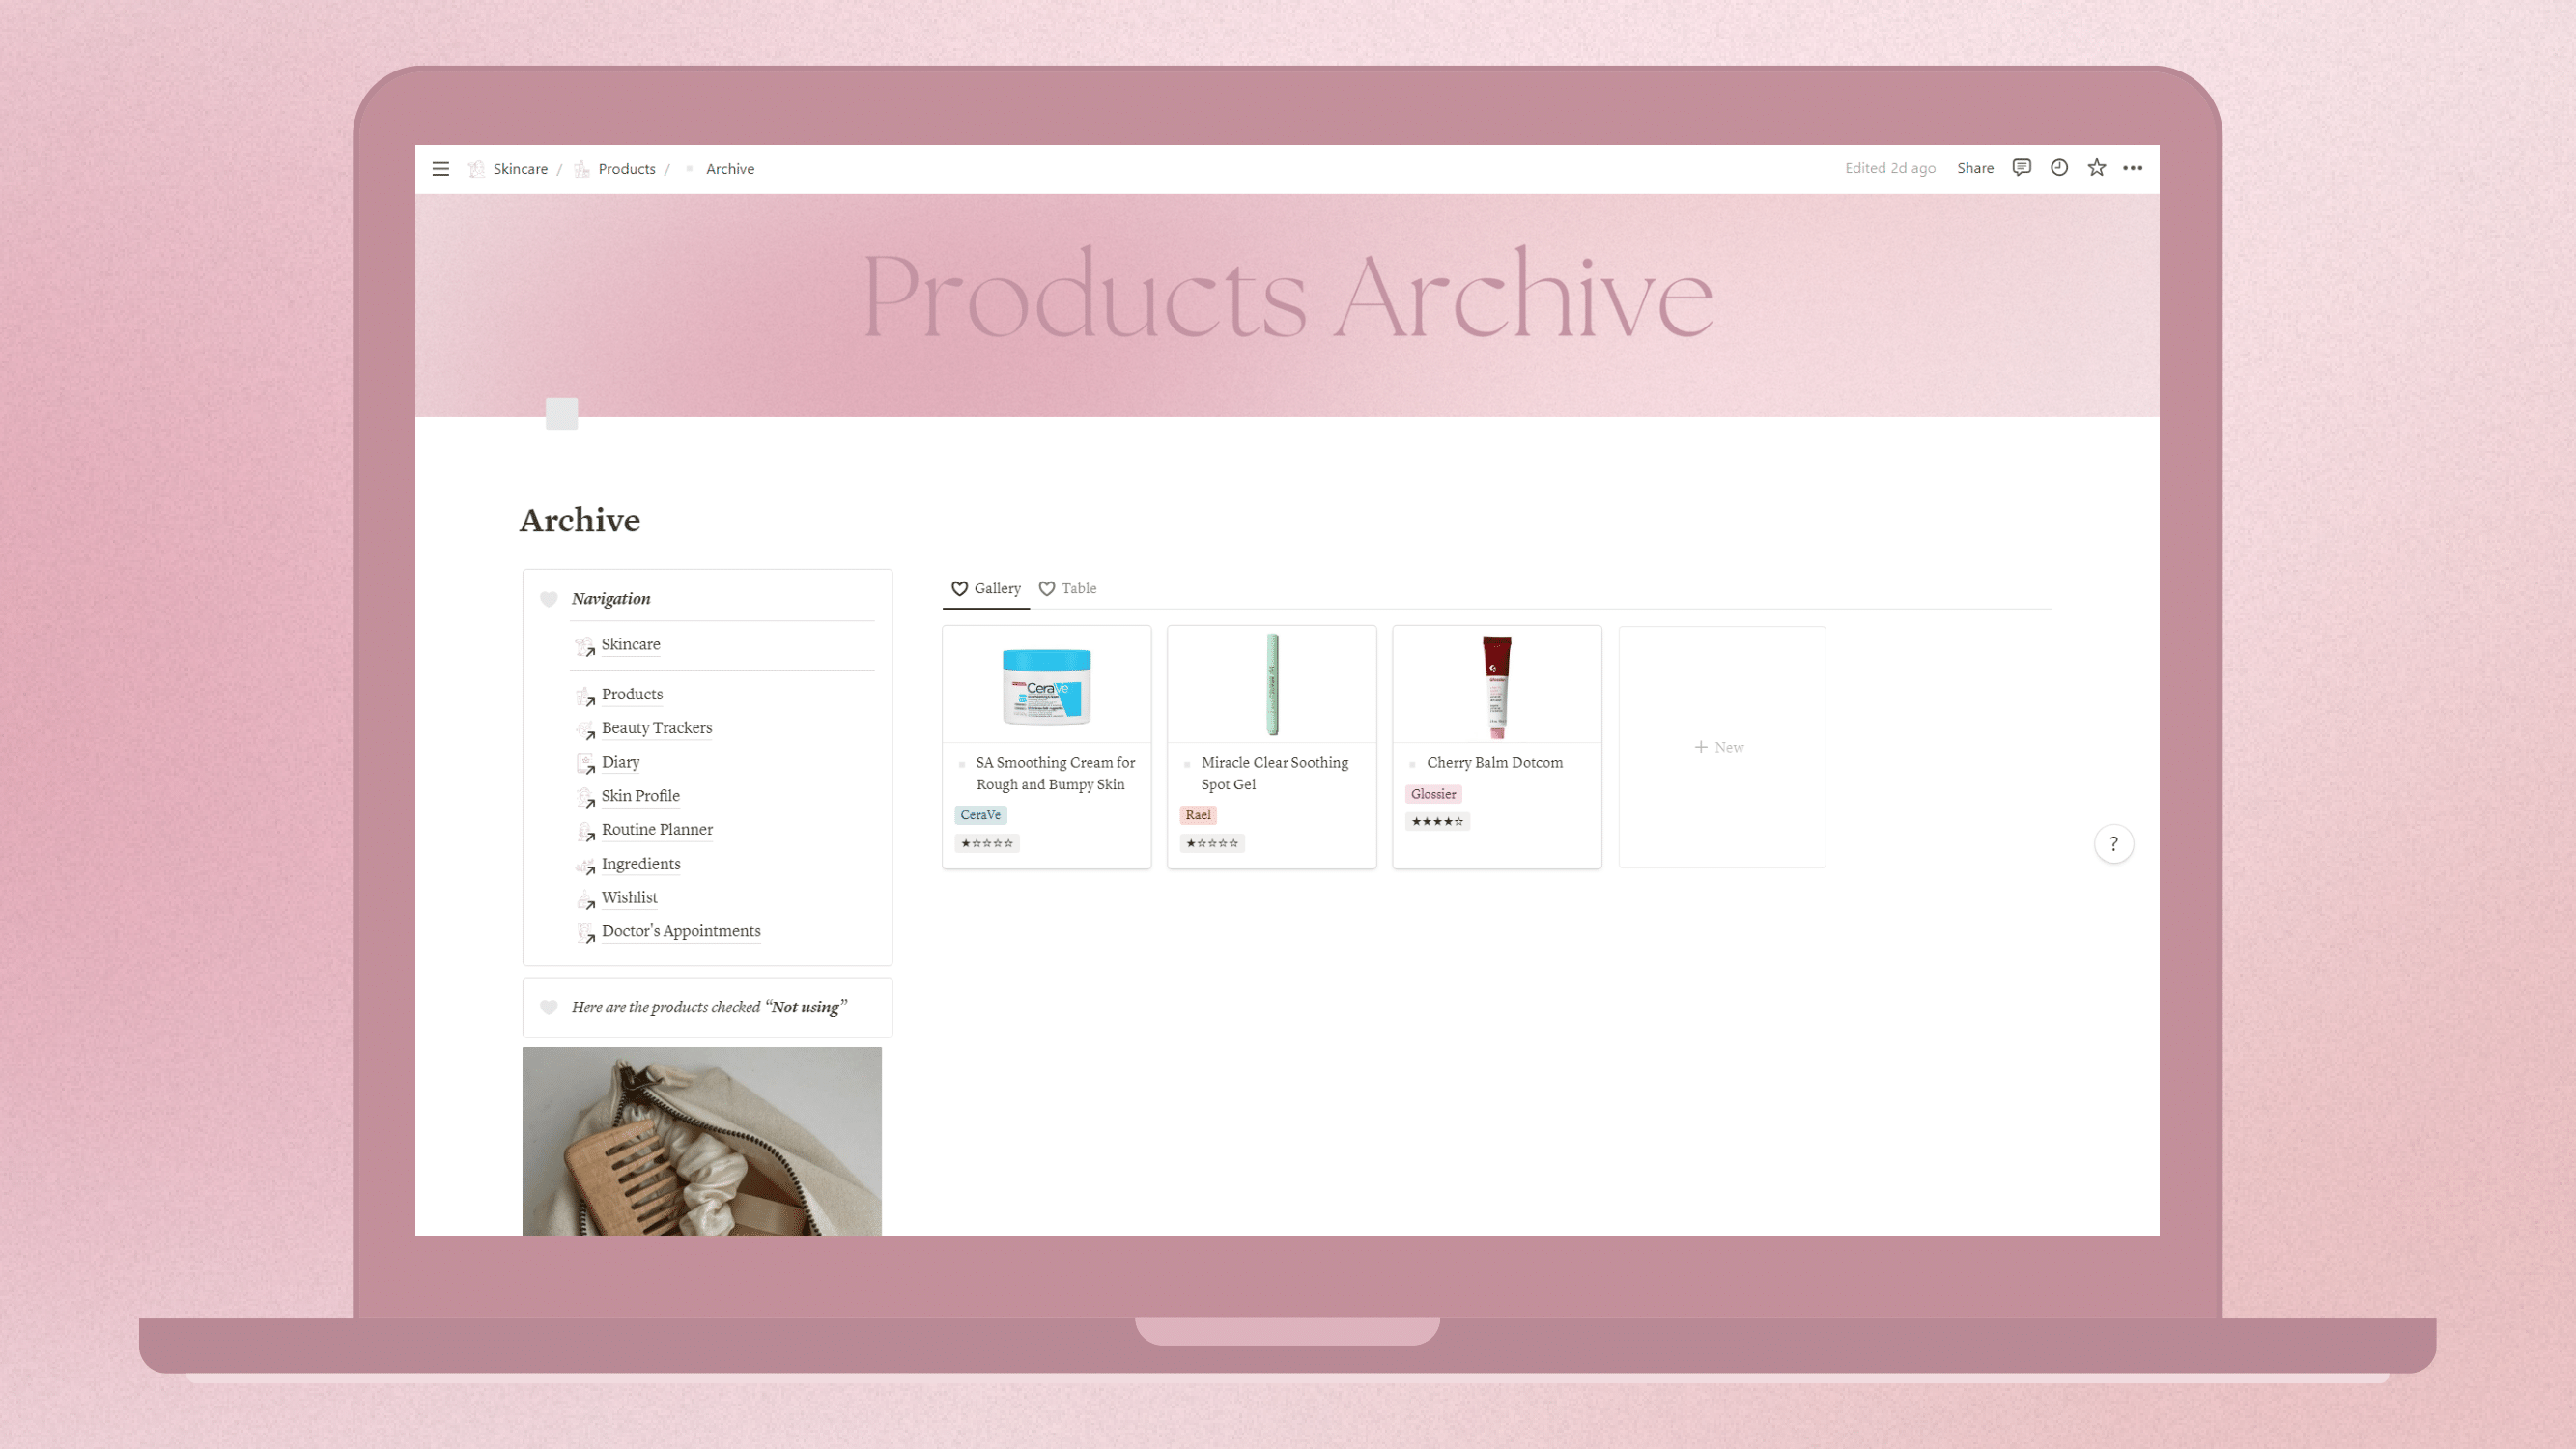 Skincare / Products / Archive
Edited 2d ago Share
Products Archive
Archive
Navigation
Skincare
Products
Beauty Trackers
Diary
Skin Profile
Routine Planner
Ingredients
Wishlist
Doctor's Appointments
Here are the products checked “Not using”
Gallery Table
CeraVe
SA Smoothing Cream for
Rough and Bumpy Skin
CeraVe
★☆☆☆☆
Miracle Clear Soothing
Spot Gel
Rael
★☆☆☆☆
Cherry Balm Dotcom
Glossier
★★★★☆
+ New
?